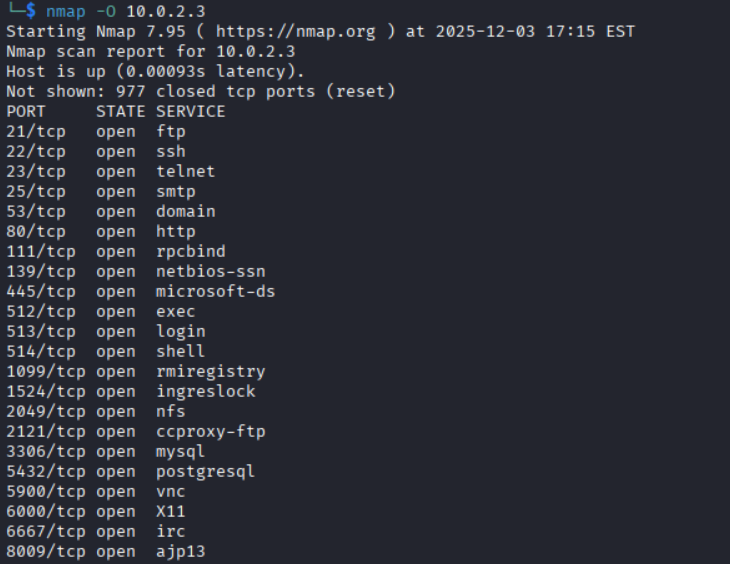 └─$ nmap -O 10.0.2.3
Starting Nmap 7.95 ( https://nmap.org ) at 2025-12-03 17:15 EST
Nmap scan report for 10.0.2.3
Host is up (0.00093s latency).
Not shown: 977 closed tcp ports (reset)
PORT     STATE SERVICE
21/tcp   open  ftp
22/tcp   open  ssh
23/tcp   open  telnet
25/tcp   open  smtp
53/tcp   open  domain
80/tcp   open  http
111/tcp  open  rpcbind
139/tcp  open  netbios-ssn
445/tcp  open  microsoft-ds
512/tcp  open  exec
513/tcp  open  login
514/tcp  open  shell
1099/tcp open  rmiregistry
1524/tcp open  ingreslock
2049/tcp open  nfs
2121/tcp open  ccproxy-ftp
3306/tcp open  mysql
5432/tcp open  postgresql
5900/tcp open  vnc
6000/tcp open  X11
6667/tcp open  irc
8009/tcp open  ajp13